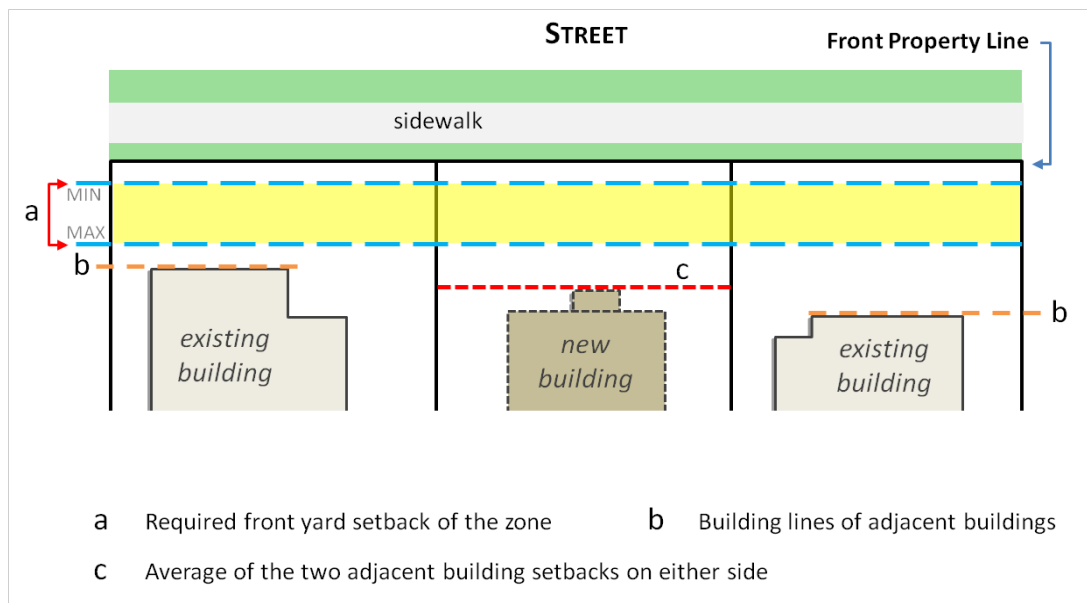 STREET
Front Property Line
sidewalk
MIN
a
MAX
b
c
b
existing
building
new
building
existing
building
a Required front yard setback of the zone
b Building lines of adjacent buildings
c Average of the two adjacent building setbacks on either side